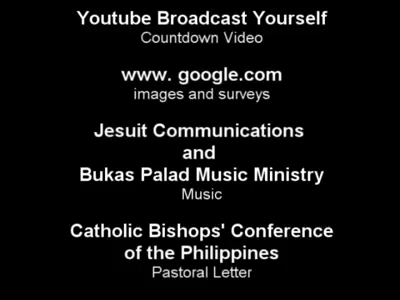 Youtube Broadcast Yourself
Countdown Video
www. google.com
images and surveys
Jesuit Communications
and
Bukas Palad Music Ministry
Music
Catholic Bishops' Conference
of the Philippines
Pastoral Letter